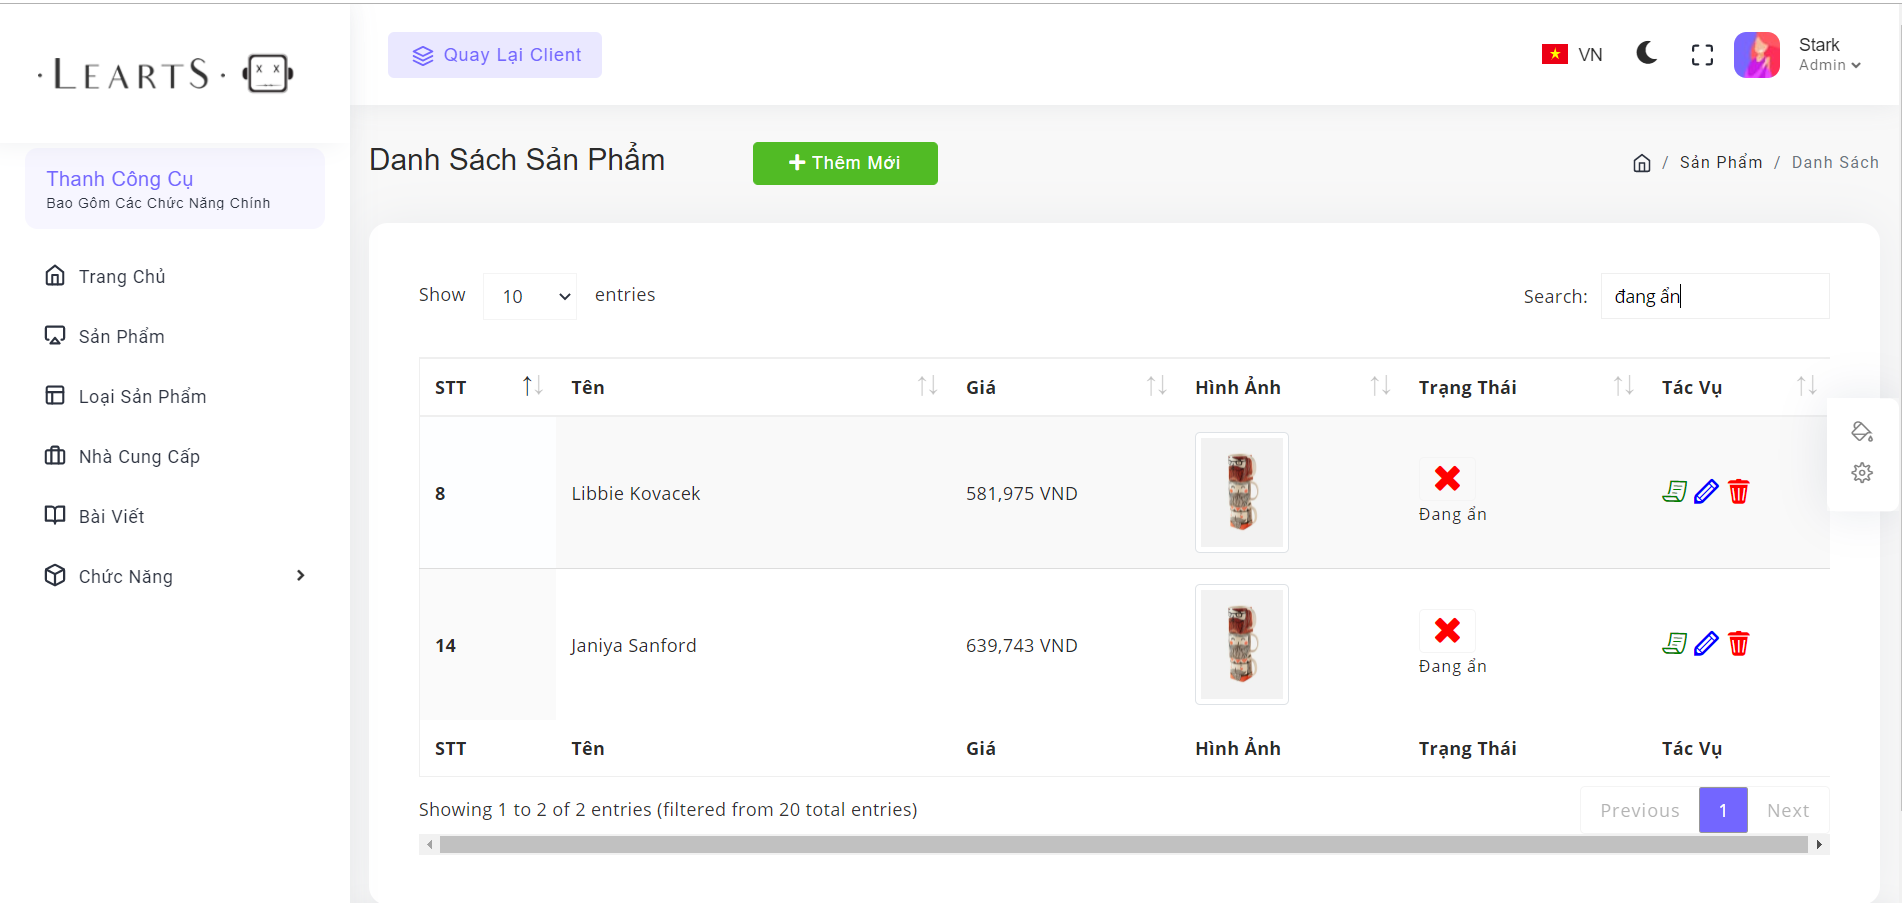 · LEARTS ·
Quay Lại Client
VN
Stark
Admin
Thanh Công Cụ
Bao Gôm Các Chức Năng Chính
Trang Chủ
Sản Phẩm
Loại Sản Phẩm
Nhà Cung Cấp
Bài Viết
Chức Năng
Danh Sách Sản Phẩm
Thêm Mới
/ Sản Phẩm / Danh Sách
Show 10 entries
Search: đang ẩn
STT Tên Giá Hình Ảnh Trạng Thái Tác Vụ
8 Libbie Kovacek 581,975 VND Đang ẩn
14 Janiya Sanford 639,743 VND Đang ẩn
STT Tên Giá Hình Ảnh Trạng Thái Tác Vụ
Showing 1 to 2 of 2 entries (filtered from 20 total entries)
Previous 1 Next